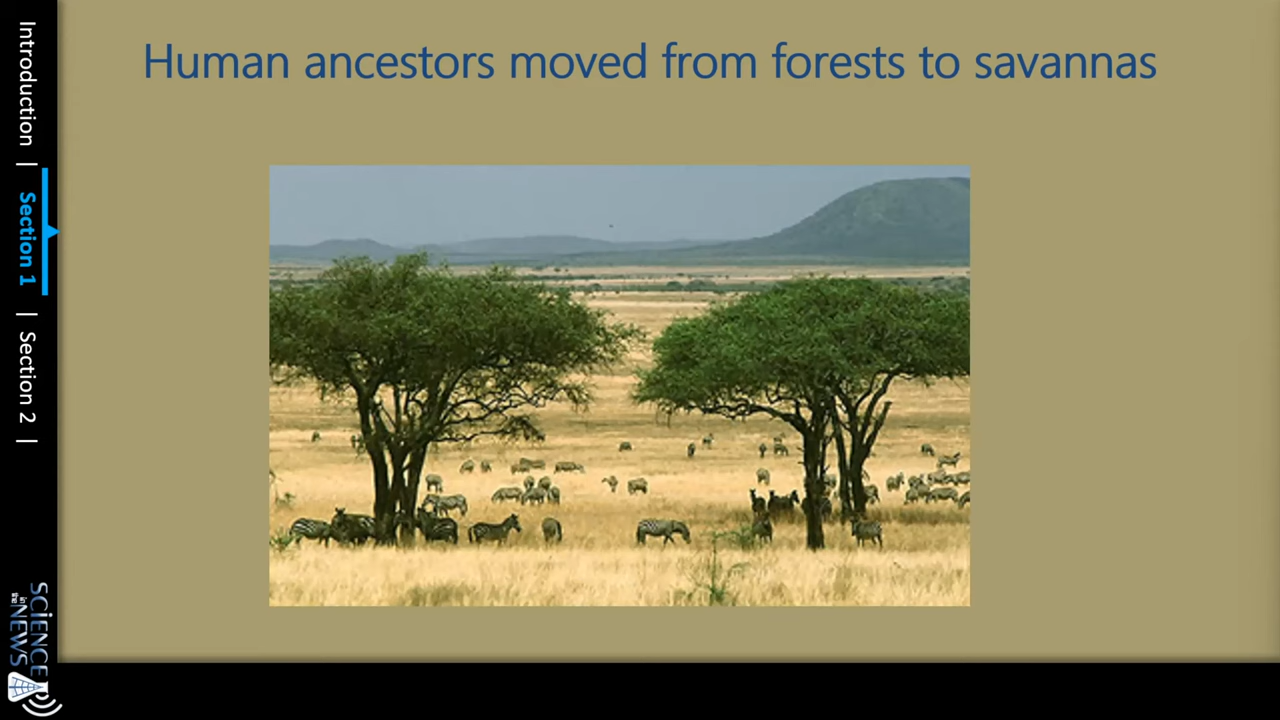 Human ancestors moved from forests to savannas
Introduction |
Section 1
| Section 2 |
SCIENCE
in the
NEWS